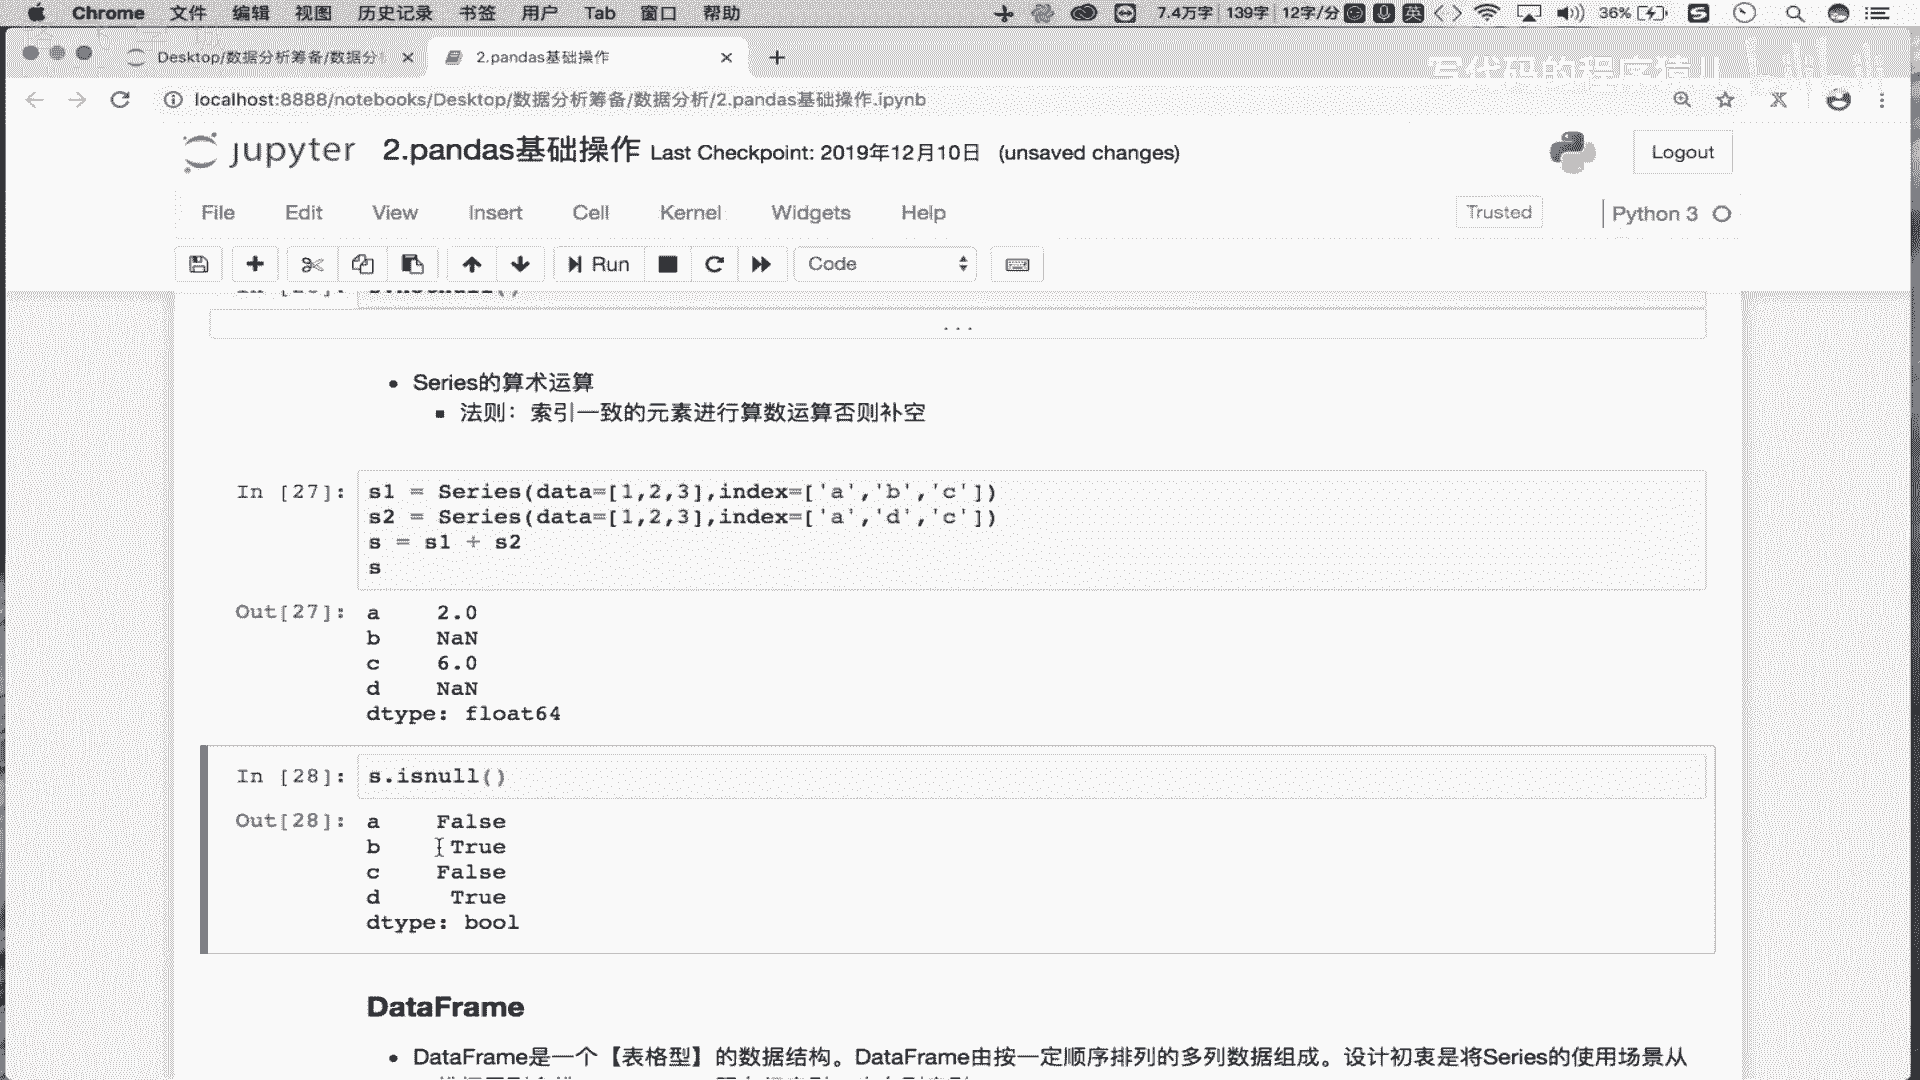 Chrome 文件 编辑 视图 历史记录 书签 用户 Tab 窗口 帮助 7.4万字 139字 12字/分 英 36%
Desktop/数据分析筹备/数据分 2.pandas基础操作
写代码的程序猿儿 bilibili
localhost:8888/notebooks/Desktop/数据分析筹备/数据分析/2.pandas基础操作.ipynb
jupyter 2.pandas基础操作 Last Checkpoint: 2019年12月10日 (unsaved changes) Logout
File Edit View Insert Cell Kernel Widgets Help Trusted Python 3
Run Code
...
Series的算术运算
法则：索引一致的元素进行算数运算否则补空
In [27]: s1 = Series(data=[1,2,3],index=['a','b','c'])
s2 = Series(data=[1,2,3],index=['a','d','c'])
s = s1 + s2
s
Out[27]: a 2.0
b NaN
c 6.0
d NaN
dtype: float64
In [28]: s.isnull()
Out[28]: a False
b True
c False
d True
dtype: bool
DataFrame
DataFrame是一个【表格型】的数据结构。DataFrame由按一定顺序排列的多列数据组成。设计初衷是将Series的使用场景从